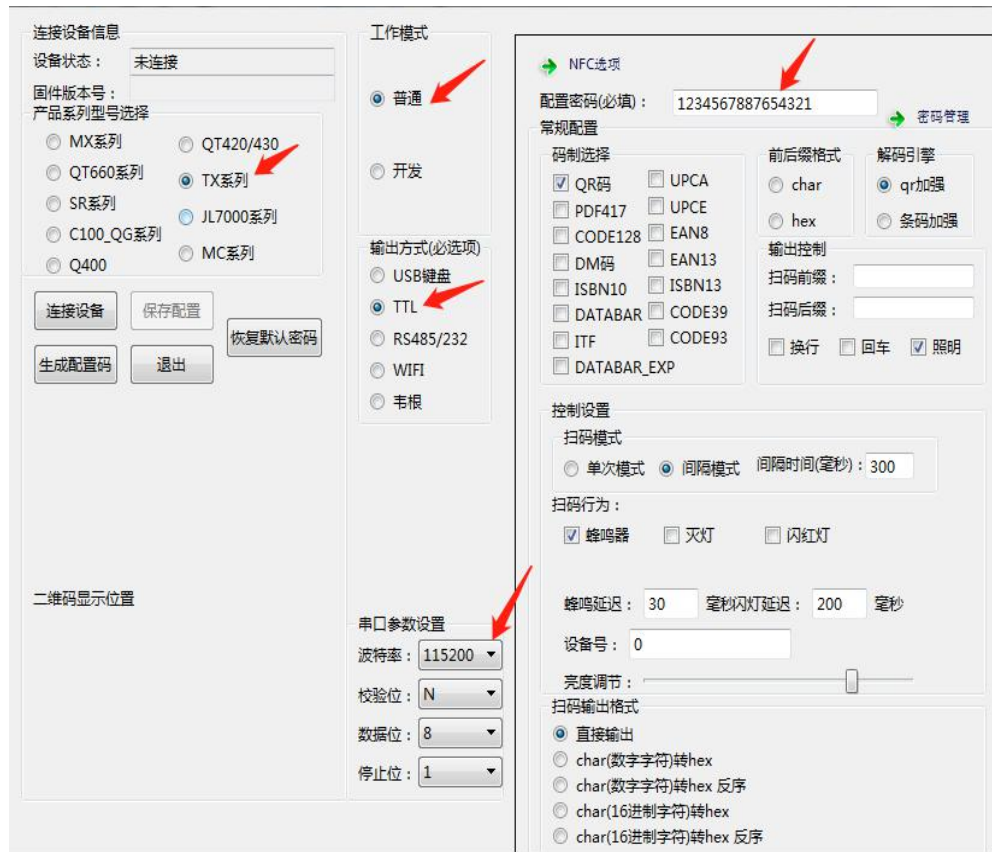 连接设备信息
设备状态： 未连接
固件版本号：
产品系列型号选择
MX系列
QT420/430
QT660系列
TX系列
SR系列
JL7000系列
C100_QG系列
MC系列
Q400
连接设备
保存配置
恢复默认密码
生成配置码
退出
二维码显示位置
工作模式
普通
开发
输出方式(必选项)
USB键盘
TTL
RS485/232
WIFI
韦根
串口参数设置
波特率： 115200
校验位： N
数据位： 8
停止位： 1
NFC选项
配置密码(必填)： 1234567887654321
密码管理
常规配置
码制选择
QR码
UPCA
PDF417
UPCE
CODE128
EAN8
DM码
EAN13
ISBN10
ISBN13
DATABAR
CODE39
ITF
CODE93
DATABAR_EXP
前后缀格式
char
hex
解码引擎
qr加强
条码加强
输出控制
扫码前缀：
扫码后缀：
换行 回车 照明
控制设置
扫码模式
单次模式 间隔模式 间隔时间(毫秒)：300
扫码行为：
蜂鸣器 灭灯 闪红灯
蜂鸣延迟： 30 毫秒闪灯延迟： 200 毫秒
设备号： 0
亮度调节：
扫码输出格式
直接输出
char(数字字符)转hex
char(数字字符)转hex 反序
char(16进制字符)转hex
char(16进制字符)转hex 反序